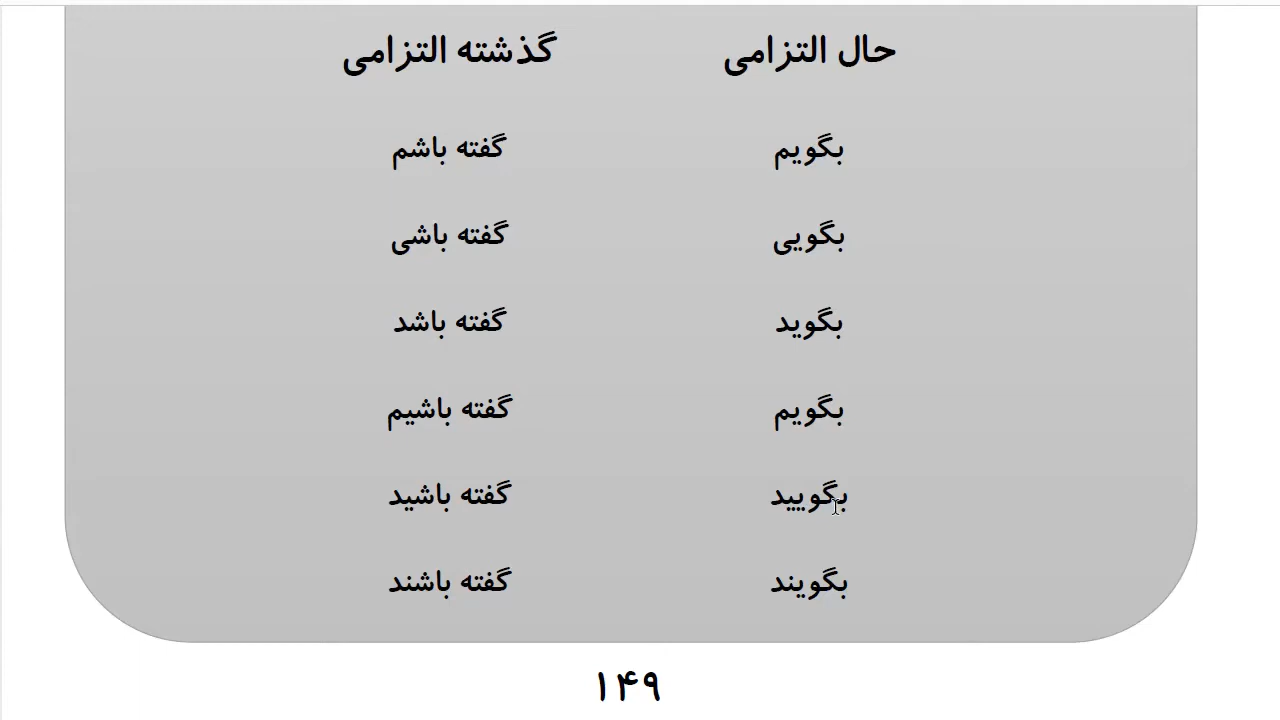 حال التزامی گذشته التزامی
بگویم گفته باشم
بگویی گفته باشی
بگوید گفته باشد
بگویم گفته باشیم
بگویید گفته باشید
بگویند گفته باشند
۱۴۹